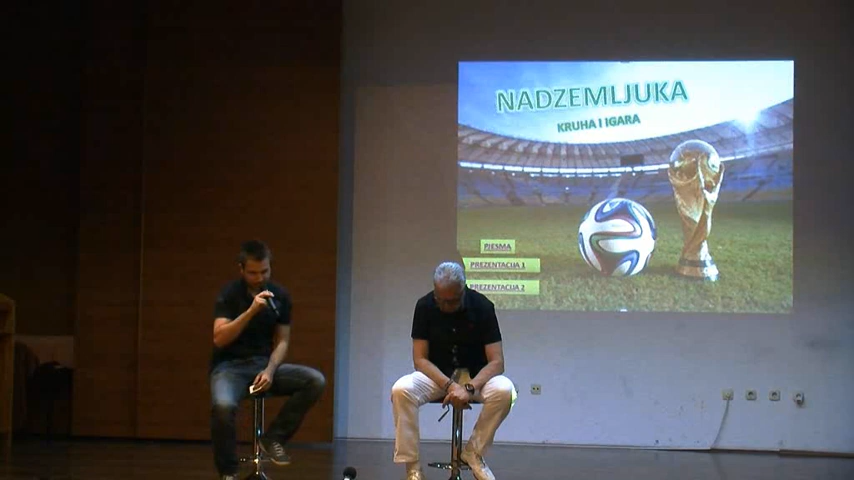 NADZEMLJUKA
KRUHA I IGARA
PJESMA
PREZENTACIJA 1
PREZENTACIJA 2